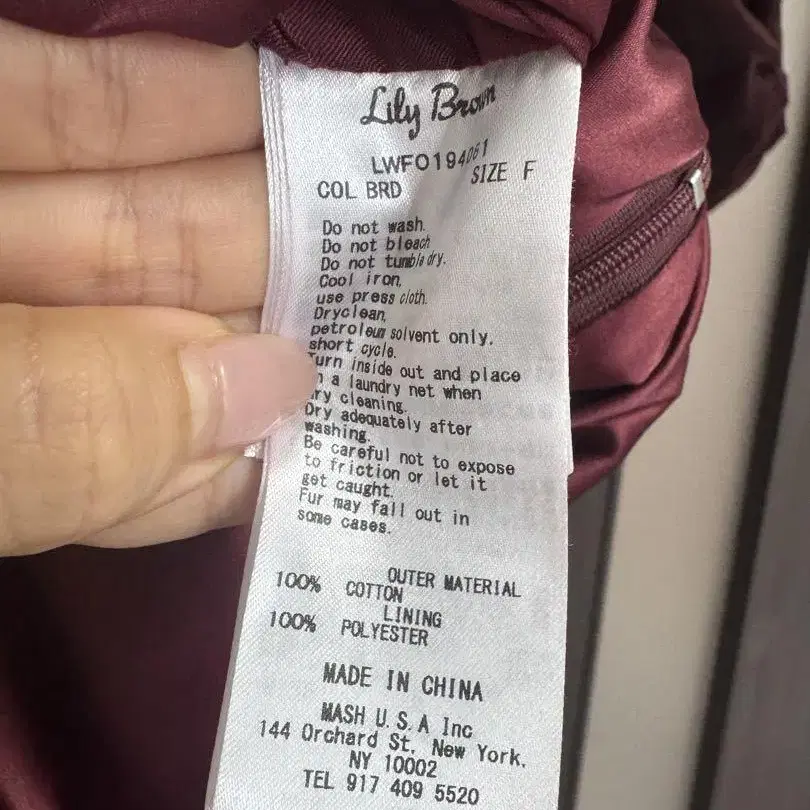 Lily Brown
LWFO194061
COL BRD SIZE F
Do not wash.
Do not bleach
Do not tumble dry.
Cool iron,
use press cloth.
Dryclean,
petroleum solvent only.
short cycle.
Turn inside out and place
a laundry net when
cleaning.
Dry adequately after
washing.
Be careful not to expose
to friction or let it
get caught.
Fur may fall out in
some cases.
OUTER MATERIAL
100% COTTON
LINING
100% POLYESTER
MADE IN CHINA
MASH U.S.A Inc
144 Orchard St. New York.
NY 10002
TEL 917 409 5520